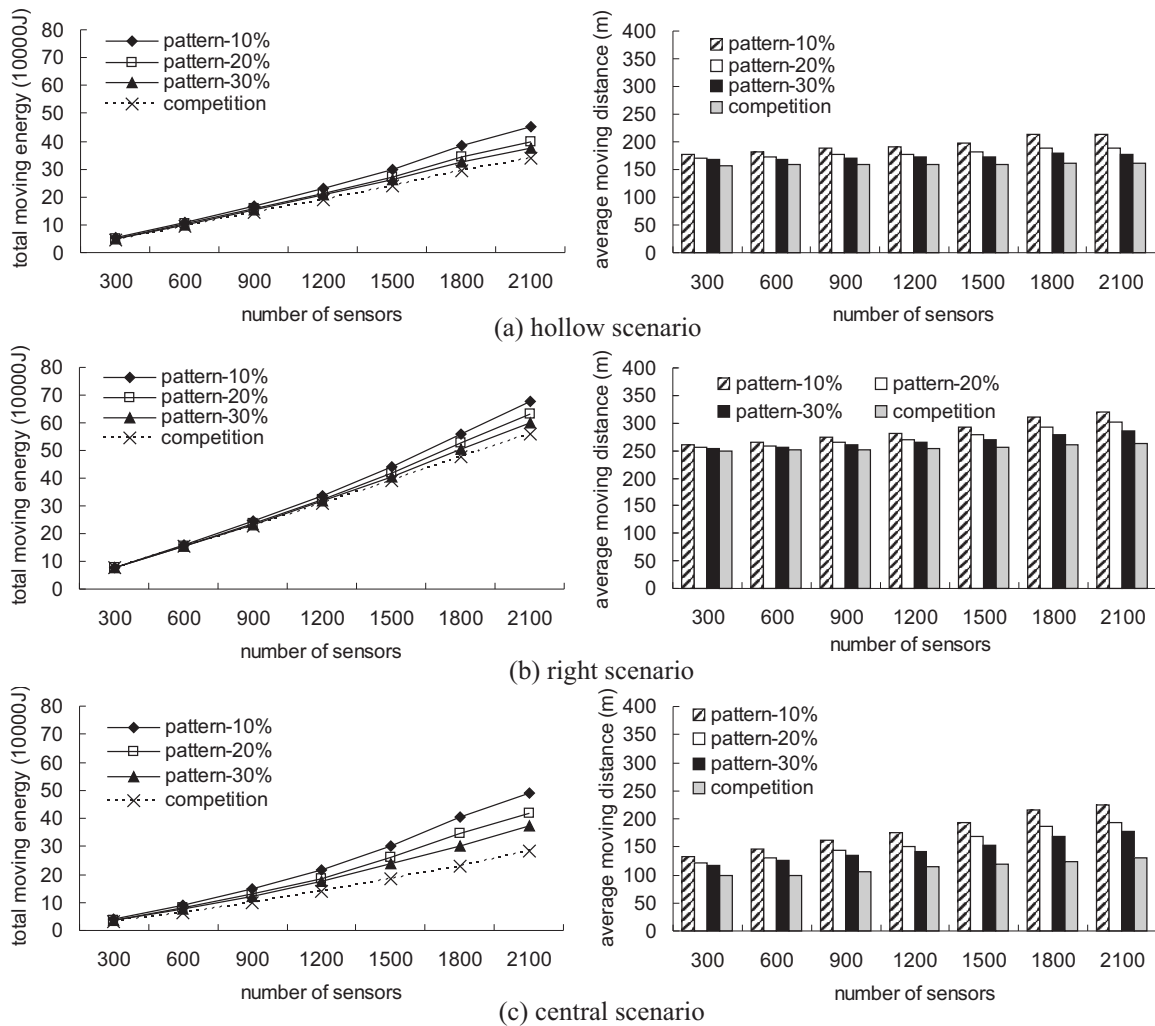 total moving energy (10000J)
80
70
60
50
40
30
20
10
0
pattern-10%
pattern-20%
pattern-30%
competition
300 600 900 1200 1500 1800 2100
number of sensors
average moving distance (m)
400
350
300
250
200
150
100
50
0
pattern-10%
pattern-20%
pattern-30%
competition
300 600 900 1200 1500 1800 2100
number of sensors
(a) hollow scenario
total moving energy (10000J)
80
70
60
50
40
30
20
10
0
pattern-10%
pattern-20%
pattern-30%
competition
300 600 900 1200 1500 1800 2100
number of sensors
average moving distance (m)
400
350
300
250
200
150
100
50
0
pattern-10% pattern-20%
pattern-30% competition
300 600 900 1200 1500 1800 2100
number of sensors
(b) right scenario
total moving energy (10000J)
80
70
60
50
40
30
20
10
0
pattern-10%
pattern-20%
pattern-30%
competition
300 600 900 1200 1500 1800 2100
number of sensors
average moving distance (m)
400
350
300
250
200
150
100
50
0
pattern-10%
pattern-20%
pattern-30%
competition
300 600 900 1200 1500 1800 2100
number of sensors
(c) central scenario